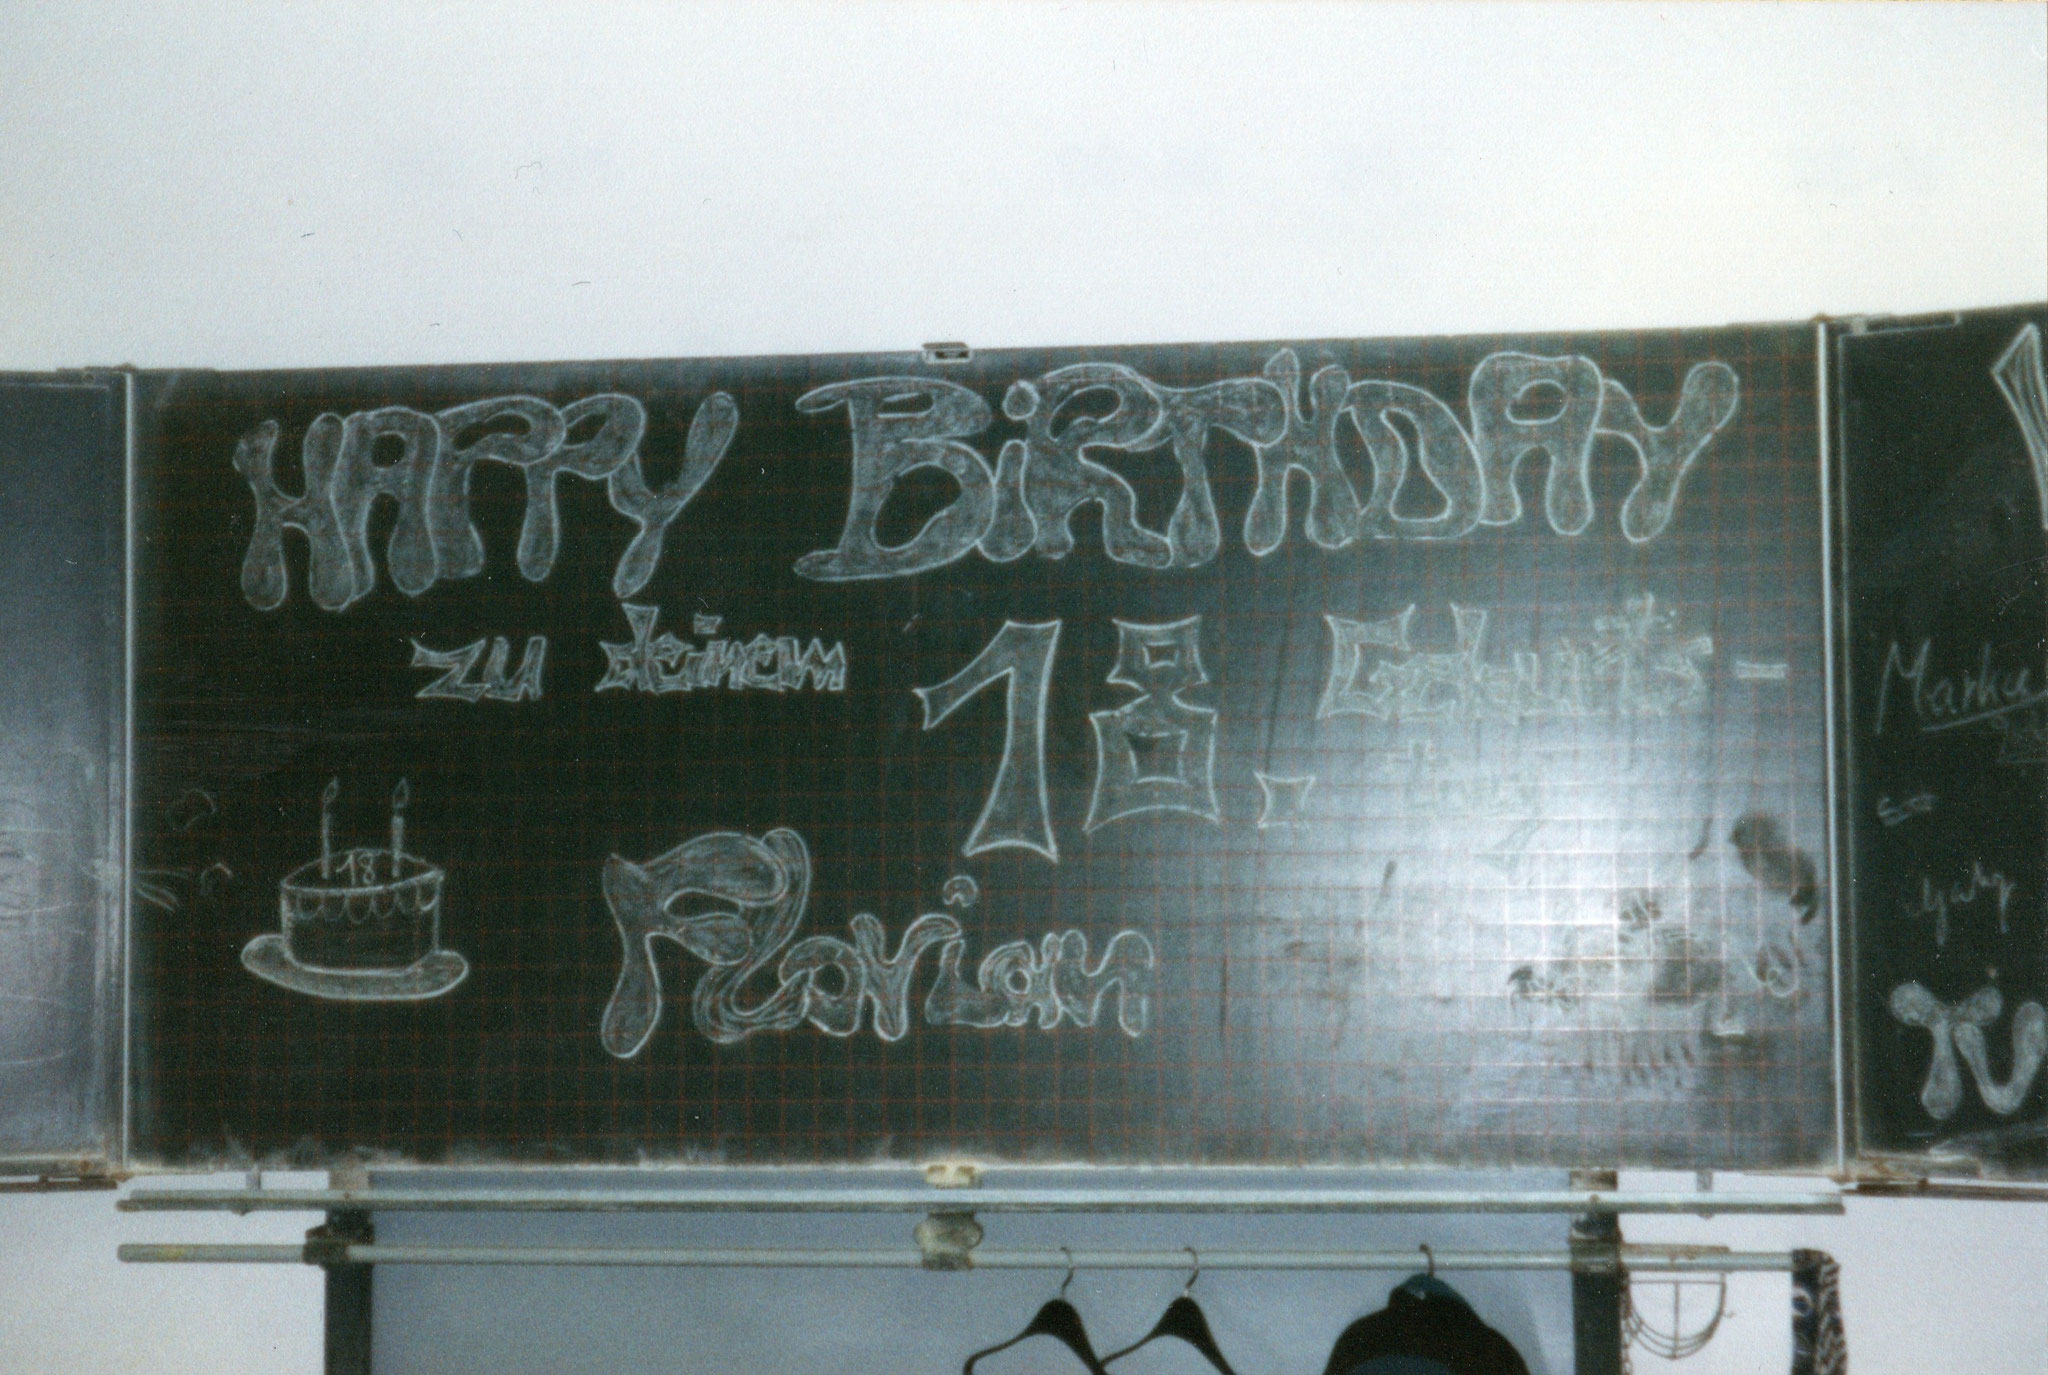 HAPPY BiRTHDAY
zu deinem 18. Geburts-
18
Florian